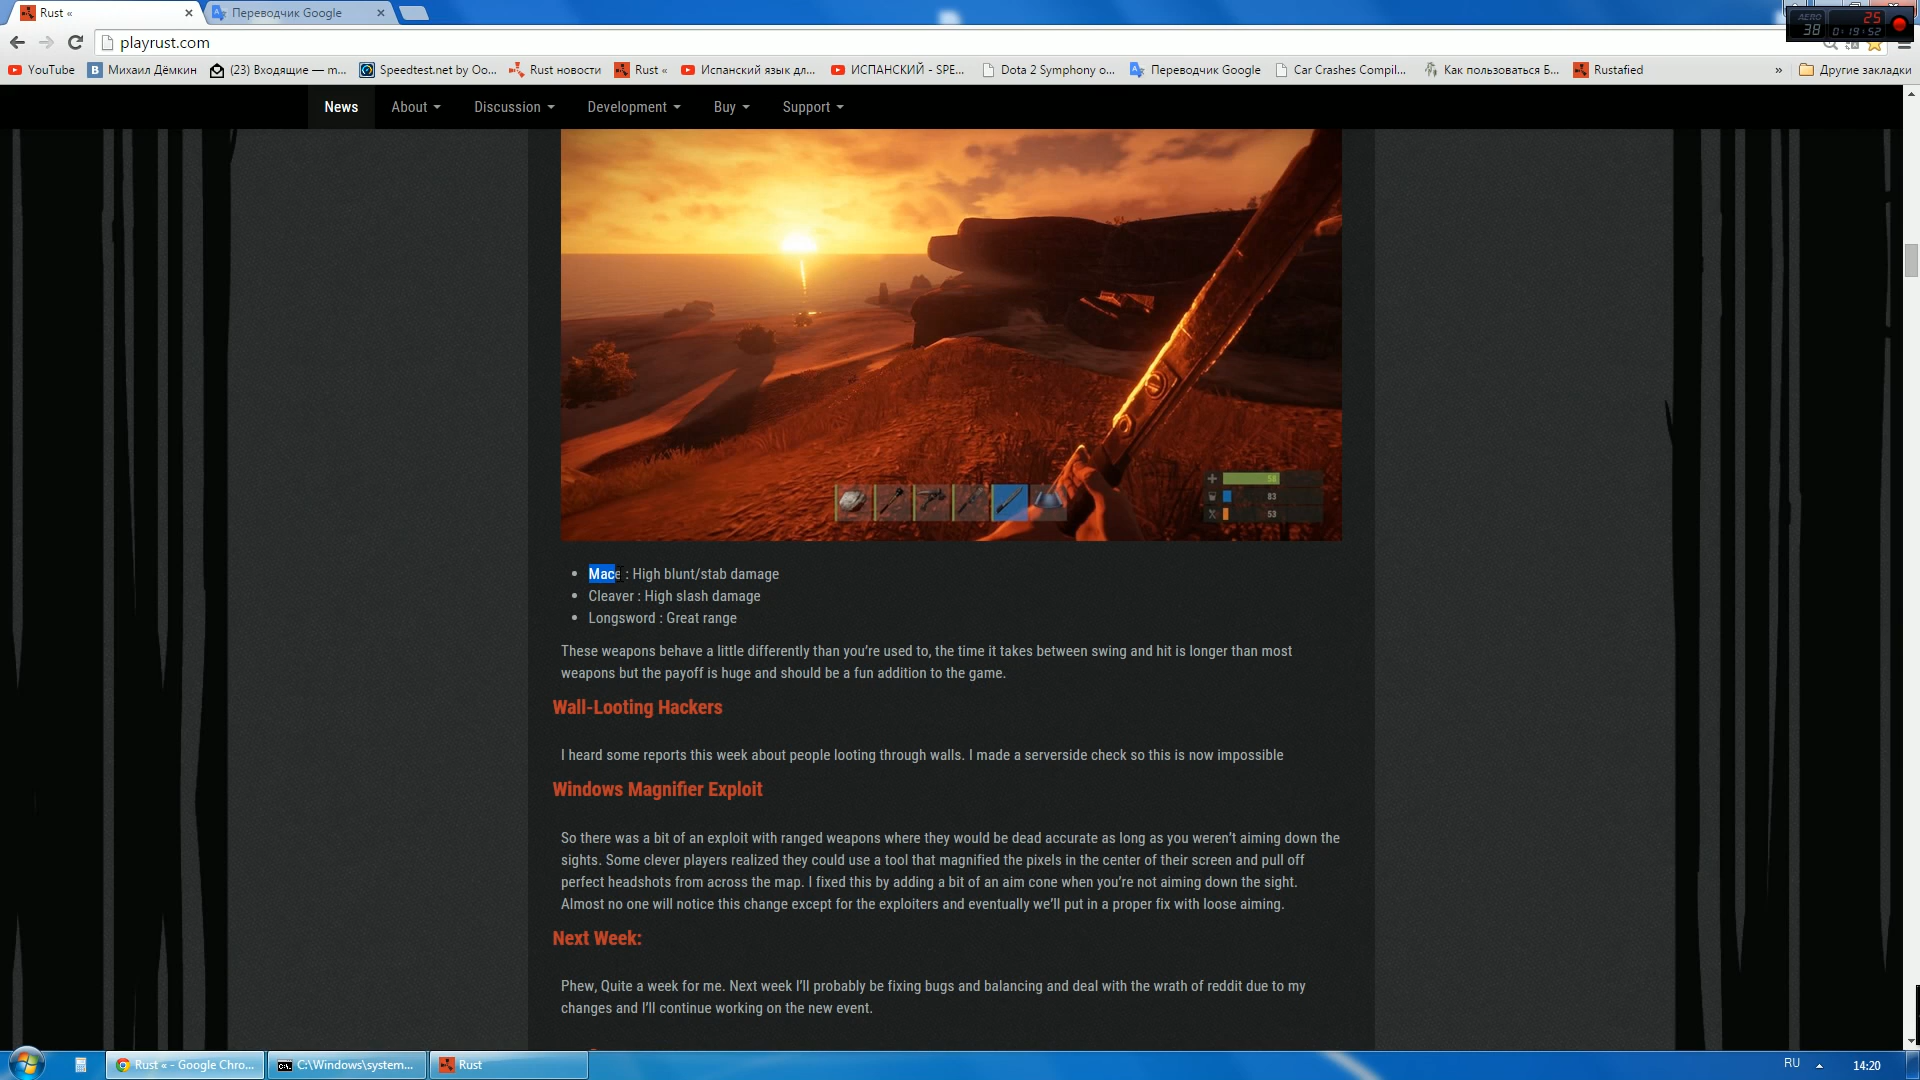 Rust «
Переводчик Google
AERO
38
25
0:19:52
playrust.com
YouTube
Михаил Дёмкин
(23) Входящие — m...
Speedtest.net by Oo...
Rust новости
Rust «
Испанский язык дл...
ИСПАНСКИЙ - SPE...
Dota 2 Symphony o...
Переводчик Google
Car Crashes Compil...
Как пользоваться Б...
Rustafied
»
Другие закладки
News
About
Discussion
Development
Buy
Support
58
83
53
Mace : High blunt/stab damage
Cleaver : High slash damage
Longsword : Great range
These weapons behave a little differently than you’re used to, the time it takes between swing and hit is longer than most
weapons but the payoff is huge and should be a fun addition to the game.
Wall-Looting Hackers
I heard some reports this week about people looting through walls. I made a serverside check so this is now impossible
Windows Magnifier Exploit
So there was a bit of an exploit with ranged weapons where they would be dead accurate as long as you weren’t aiming down the
sights. Some clever players realized they could use a tool that magnified the pixels in the center of their screen and pull off
perfect headshots from across the map. I fixed this by adding a bit of an aim cone when you’re not aiming down the sight.
Almost no one will notice this change except for the exploiters and eventually we’ll put in a proper fix with loose aiming.
Next Week:
Phew, Quite a week for me. Next week I’ll probably be fixing bugs and balancing and deal with the wrath of reddit due to my
changes and I’ll continue working on the new event.
Rust « - Google Chro...
C:\Windows\system...
Rust
RU
14:20